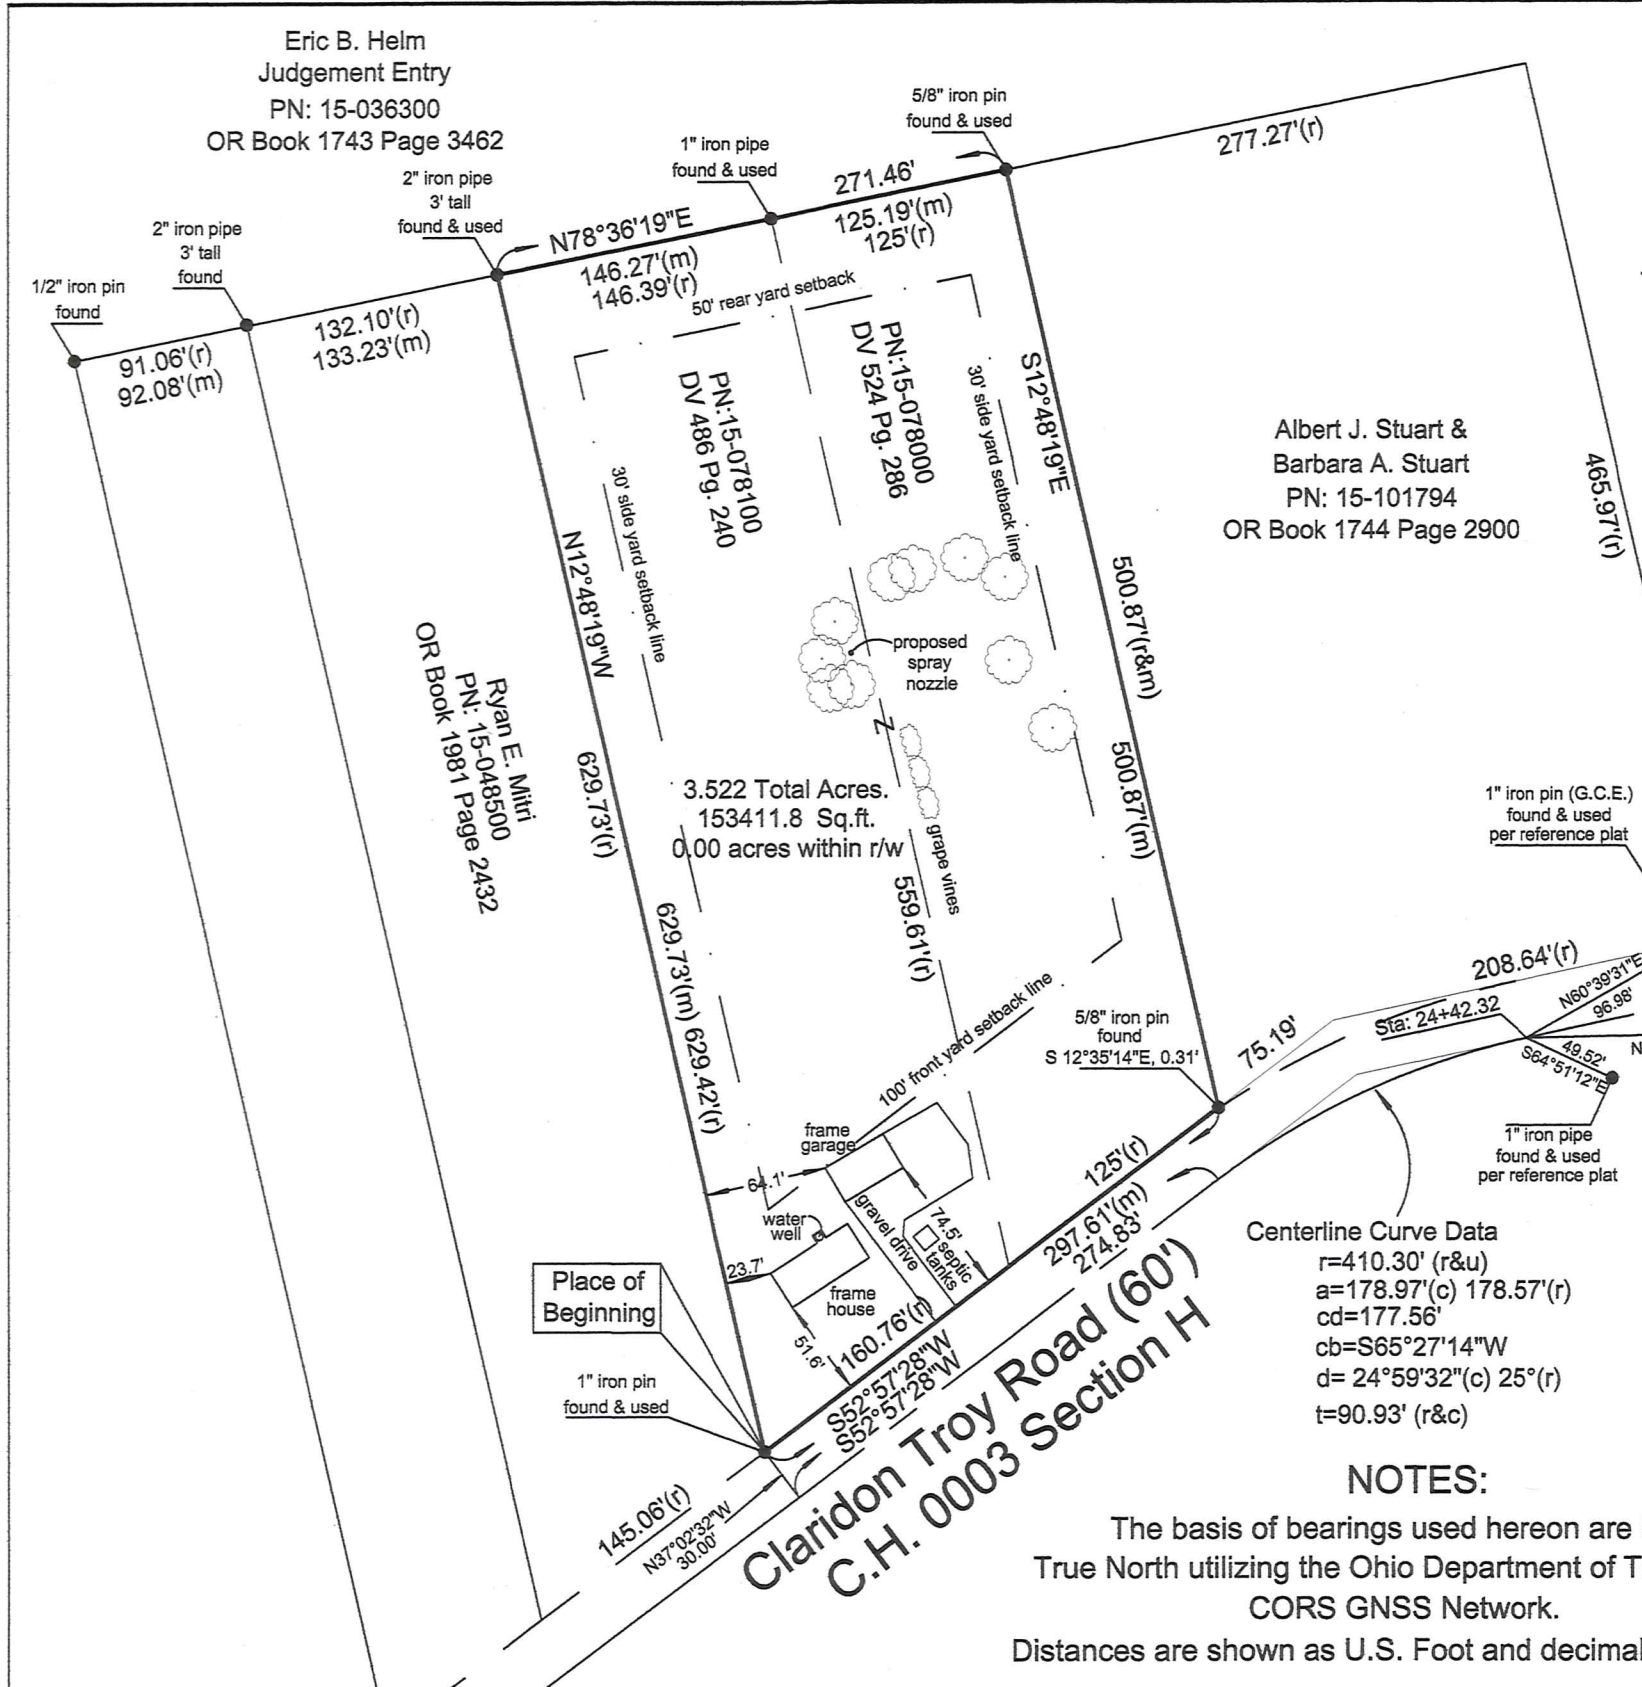 Eric B. Helm
Judgement Entry
PN: 15-036300
OR Book 1743 Page 3462
5/8" iron pin
found & used
277.27'(r)
1" iron pipe
found & used
271.46'
125.19'(m)
125'(r)
2" iron pipe
3' tall
found & used
N78°36'19"E
146.27'(m)
146.39'(r)
2" iron pipe
3' tall
found
1/2" iron pin
found
132.10'(r)
133.23'(m)
91.06'(r)
92.08'(m)
50' rear yard setback
PN:15-078100
DV 486 Pg. 240
PN:15-078000
DV 524 Pg. 286
30' side yard setback line
S12°48'19"E
30' side yard setback line
N12°48'19"W
Albert J. Stuart &
Barbara A. Stuart
PN: 15-101794
OR Book 1744 Page 2900
465.97'(r)
500.87'(r&m)
500.87'(m)
proposed
spray
nozzle
Z
Ryan E. Mitri
PN: 15-048500
OR Book 1981 Page 2432
629.73'(r)
3.522 Total Acres.
153411.8 Sq.ft.
0.00 acres within r/w
grape vines
559.61'(r)
629.73'(m) 629.42'(r)
1" iron pin (G.C.E.)
found & used
per reference plat
208.64'(r)
N60°39'31"E
96.98'
Sta: 24+42.32
49.52'
S64°51'12"E
N
75.19'
1" iron pipe
found & used
per reference plat
100' front yard setback line
5/8" iron pin
found
S 12°35'14"E, 0.31'
frame
garage
64.1'
water
well
gravel drive
74.5'
septic
tanks
125'(r)
297.61'(m)
274.83'
23.7'
frame
house
51.6'
160.76'(r)
S52°57'28"W
S52°57'28"W
Place of
Beginning
1" iron pin
found & used
145.06'(r)
N37°02'32"W
30.00'
Claridon Troy Road (60')
C.H. 0003 Section H
Centerline Curve Data
r=410.30' (r&u)
a=178.97'(c) 178.57'(r)
cd=177.56'
cb=S65°27'14"W
d= 24°59'32"(c) 25°(r)
t=90.93' (r&c)
NOTES:
The basis of bearings used hereon are
True North utilizing the Ohio Department of T
CORS GNSS Network.
Distances are shown as U.S. Foot and decimal